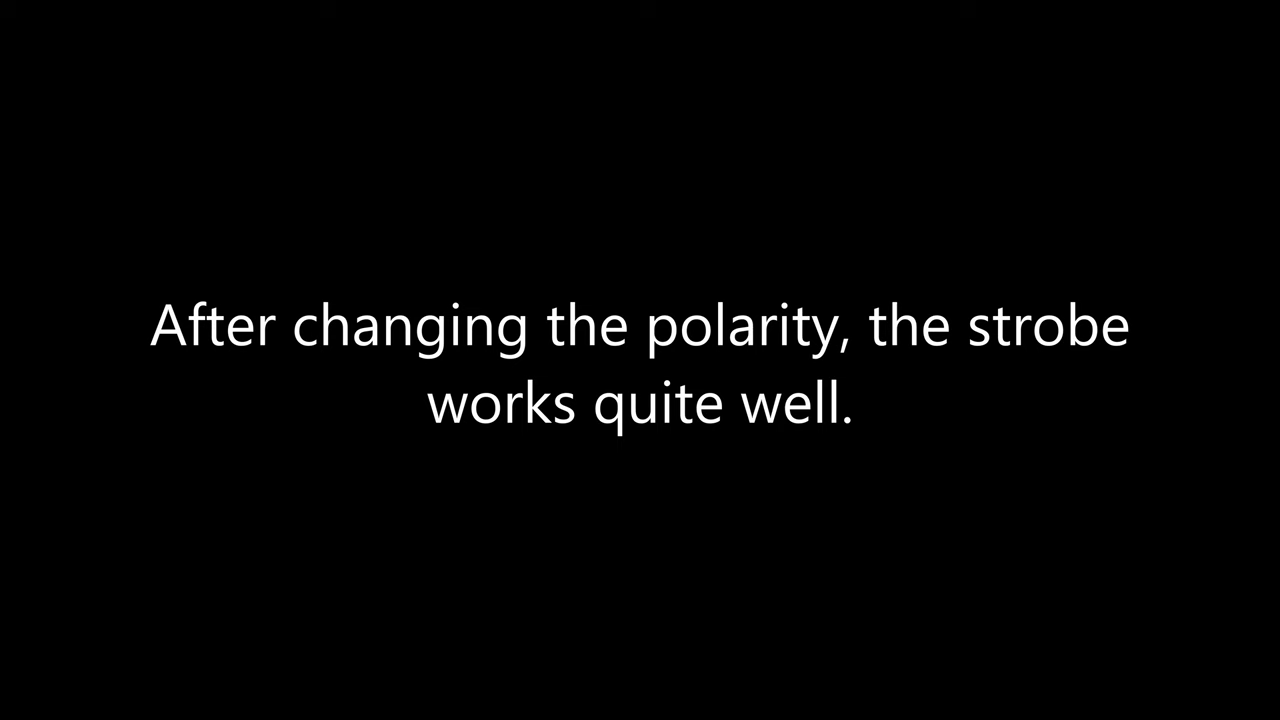 After changing the polarity, the strobe
works quite well.